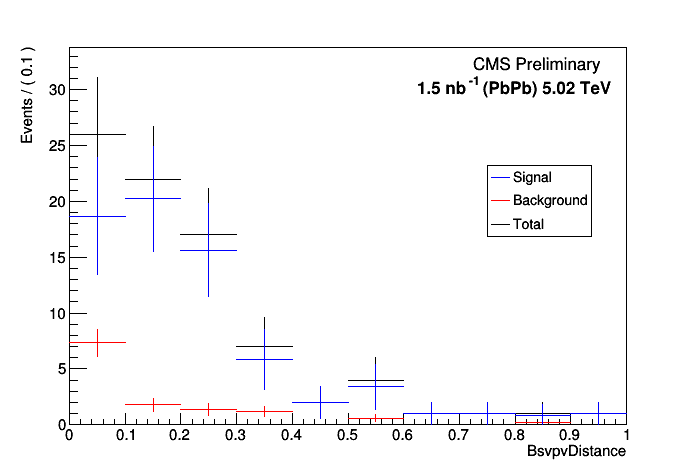 CMS Preliminary
1.5 nb-1 (PbPb) 5.02 TeV
Events / ( 0.1 )
30
25
20
15
10
5
0
Signal
Background
Total
0 0.1 0.2 0.3 0.4 0.5 0.6 0.7 0.8 0.9 1
BsvpvDistance